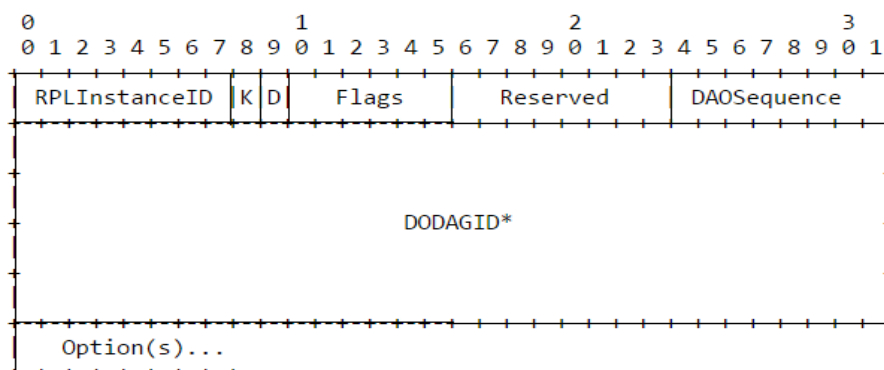 0 1 2 3
0 1 2 3 4 5 6 7 8 9 0 1 2 3 4 5 6 7 8 9 0 1 2 3 4 5 6 7 8 9 0 1
RPLInstanceID |K|D| Flags | Reserved | DAOSequence
DODAGID*
Option(s)...